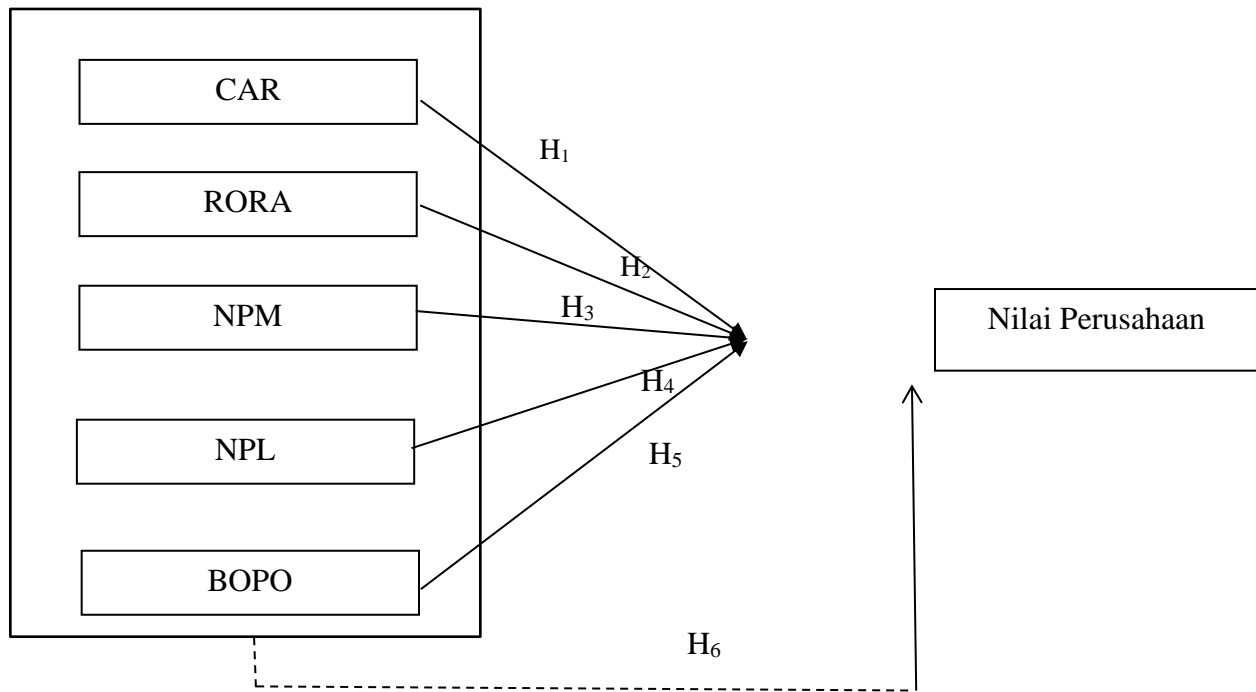 CAR
H₁
RORA
H₂
NPM
H₃
Nilai Perusahaan
H₄
NPL
H₅
BOPO
H₆